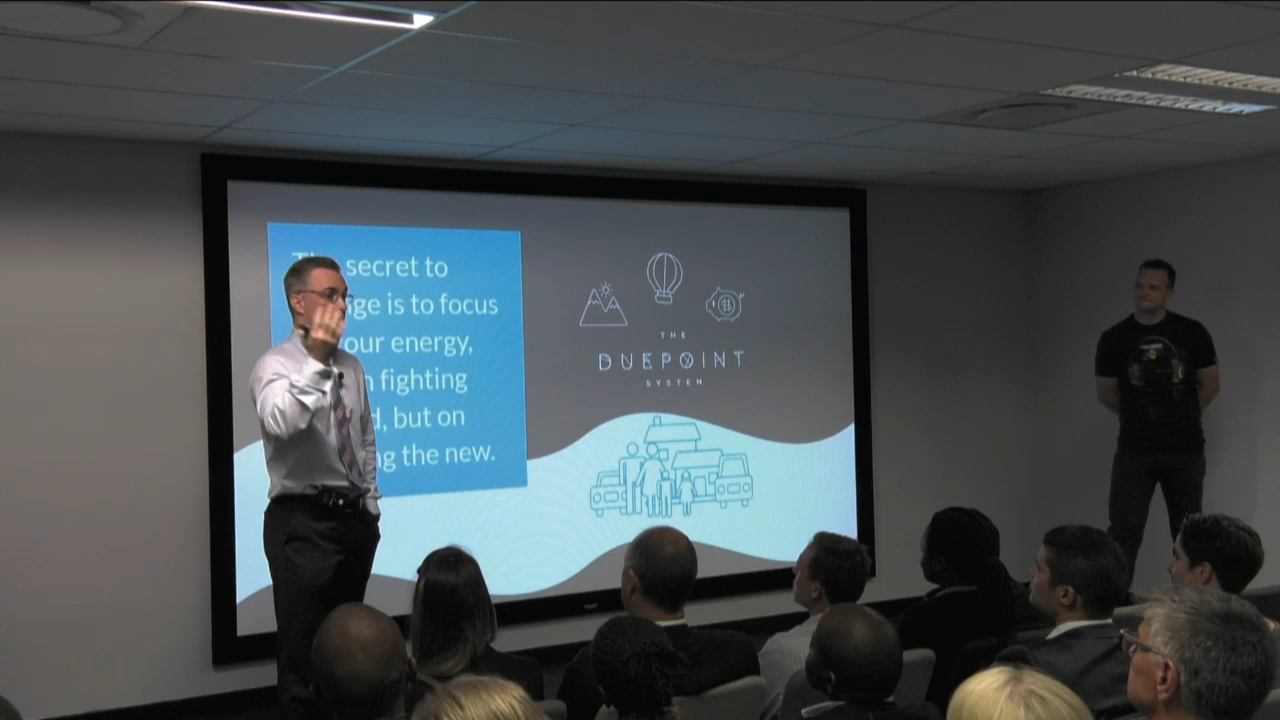 secret to
is to focus
energy,
fighting
but on
the new.
THE
DUEPOINT
SYSTEM